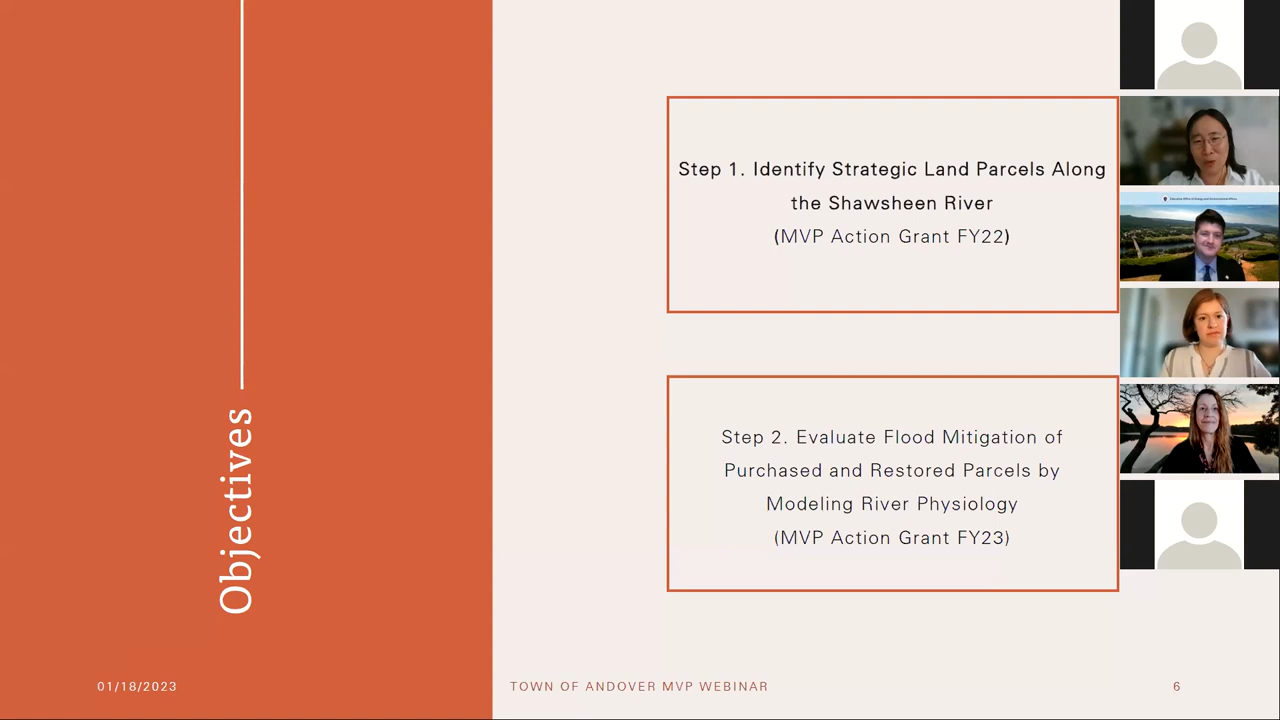 Objectives
Step 1. Identify Strategic Land Parcels Along
the Shawsheen River
(MVP Action Grant FY22)
Step 2. Evaluate Flood Mitigation of
Purchased and Restored Parcels by
Modeling River Physiology
(MVP Action Grant FY23)
01/18/2023
TOWN OF ANDOVER MVP WEBINAR
6